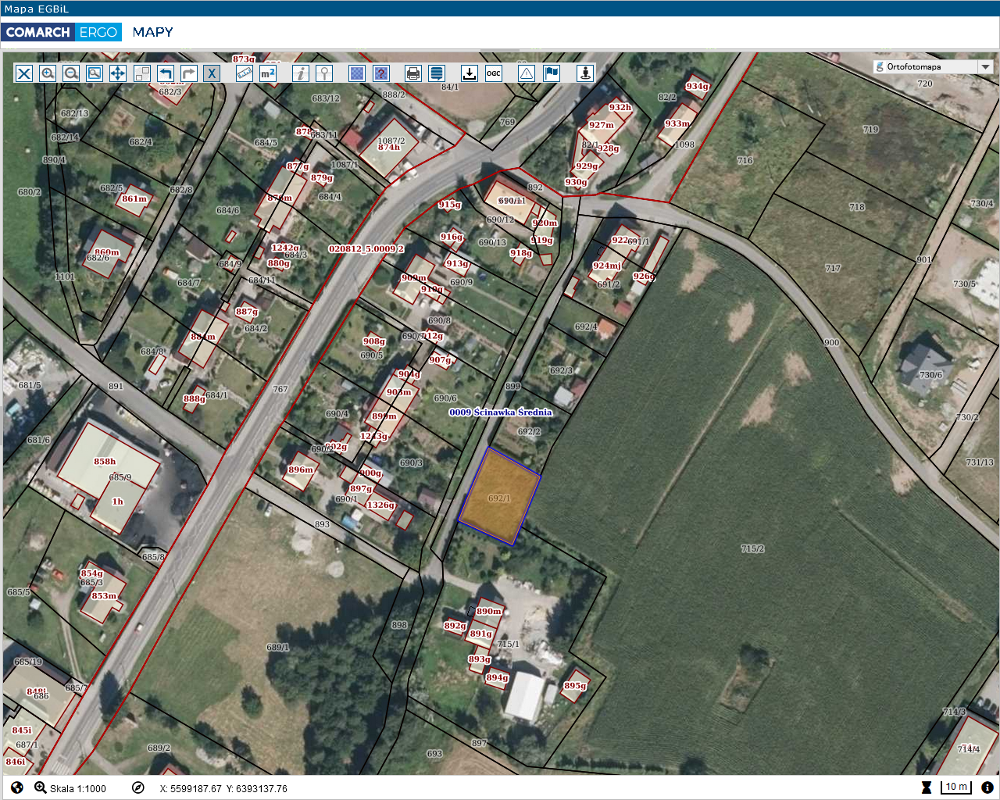 Mapa EGBiL
COMARCH ERGO MAPY
873g
Ortofotomapa
m2
OGC
720
682/3
683/12
888/2
84/1
82/2
934g
682/13
932h
769
927m
933m
719
682/14
682/4
684/5
683/11
1087/2
874h
82/1
928g
1098
890/4
877g
1087/1
929g
716
879g
930g
680/2
682/5
682/8
684/4
892
861m
876m
690/11
915g
730/4
684/6
690/12
920m
718
916g
690/13
919g
691/1
1242g
684/3
020812_5.0009-2
918g
860m
682/6
684/9
880g
913g
924mj
901
717
1101
684/7
684/11
909m
910g
690/9
926g
691/2
730/5
887g
684/2
690/8
692/4
884m
908g
690/7
912g
900
684/8
690/5
907g
904g
692/3
730/6
681/5
891
767
899
903m
888g
684/1
690/6
690/4
899m
0009 Ścinawka Średnia
730/2
692/2
681/6
1243g
902g
858h
690/3
731/13
896m
900g
685/9
897g
692/1
1h
690/1
1326g
893
715/2
685/8
854g
685/3
685/5
853m
890m
892g
898
891g
715/1
689/1
893g
685/19
894g
685/7
895g
686
714/3
845i
687/1
897
689/2
693
714/4
846i
Skala 1:1000
X: 5599187.67 Y: 6393137.76
10 m